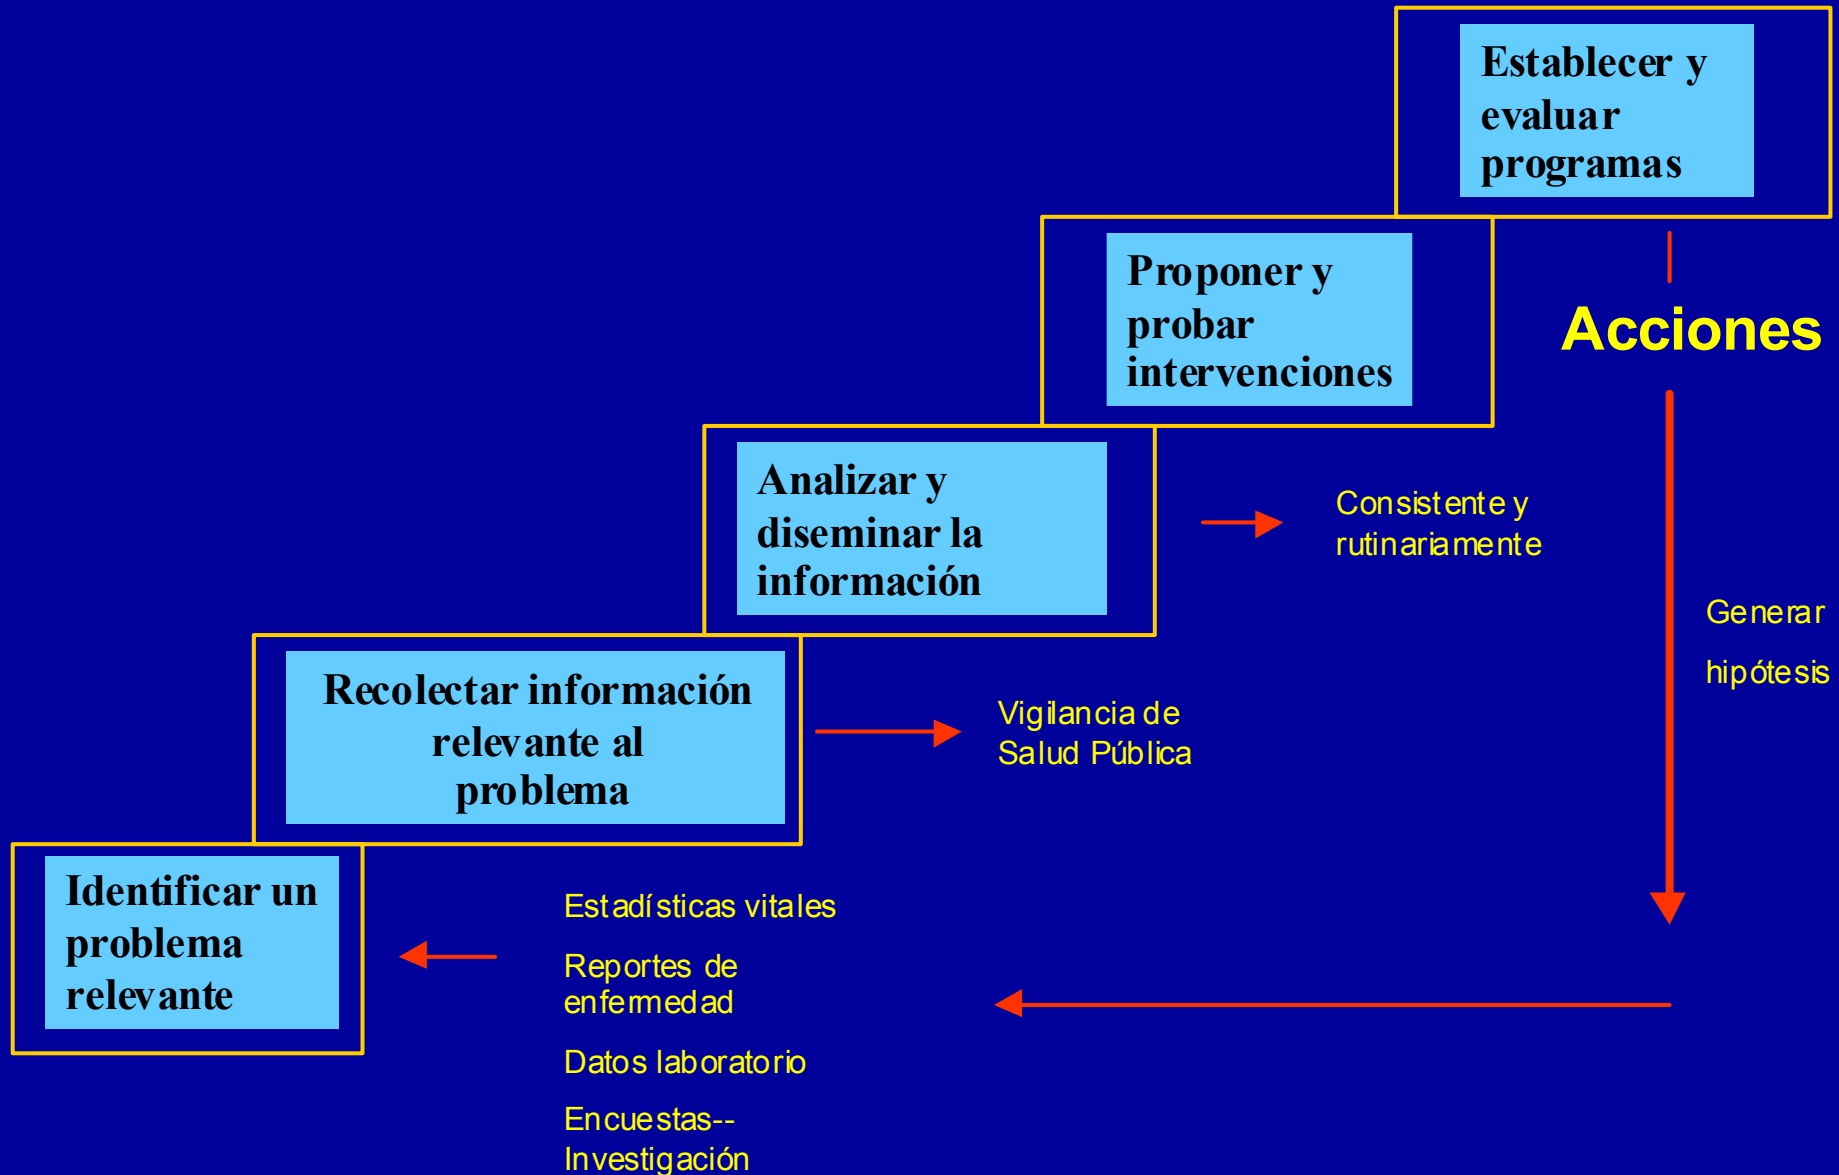 Establecer y
evaluar
programas
Proponer y
probar
intervenciones
Acciones
Analizar y
diseminar la
información
Consistente y
rutinariamente
Generar
hipótesis
Recolectar información
relevante al
problema
Vigilancia de
Salud Pública
Identificar un
problema
relevante
Estadísticas vitales
Reportes de
enfermedad
Datos laboratorio
Encuestas--
Investigación